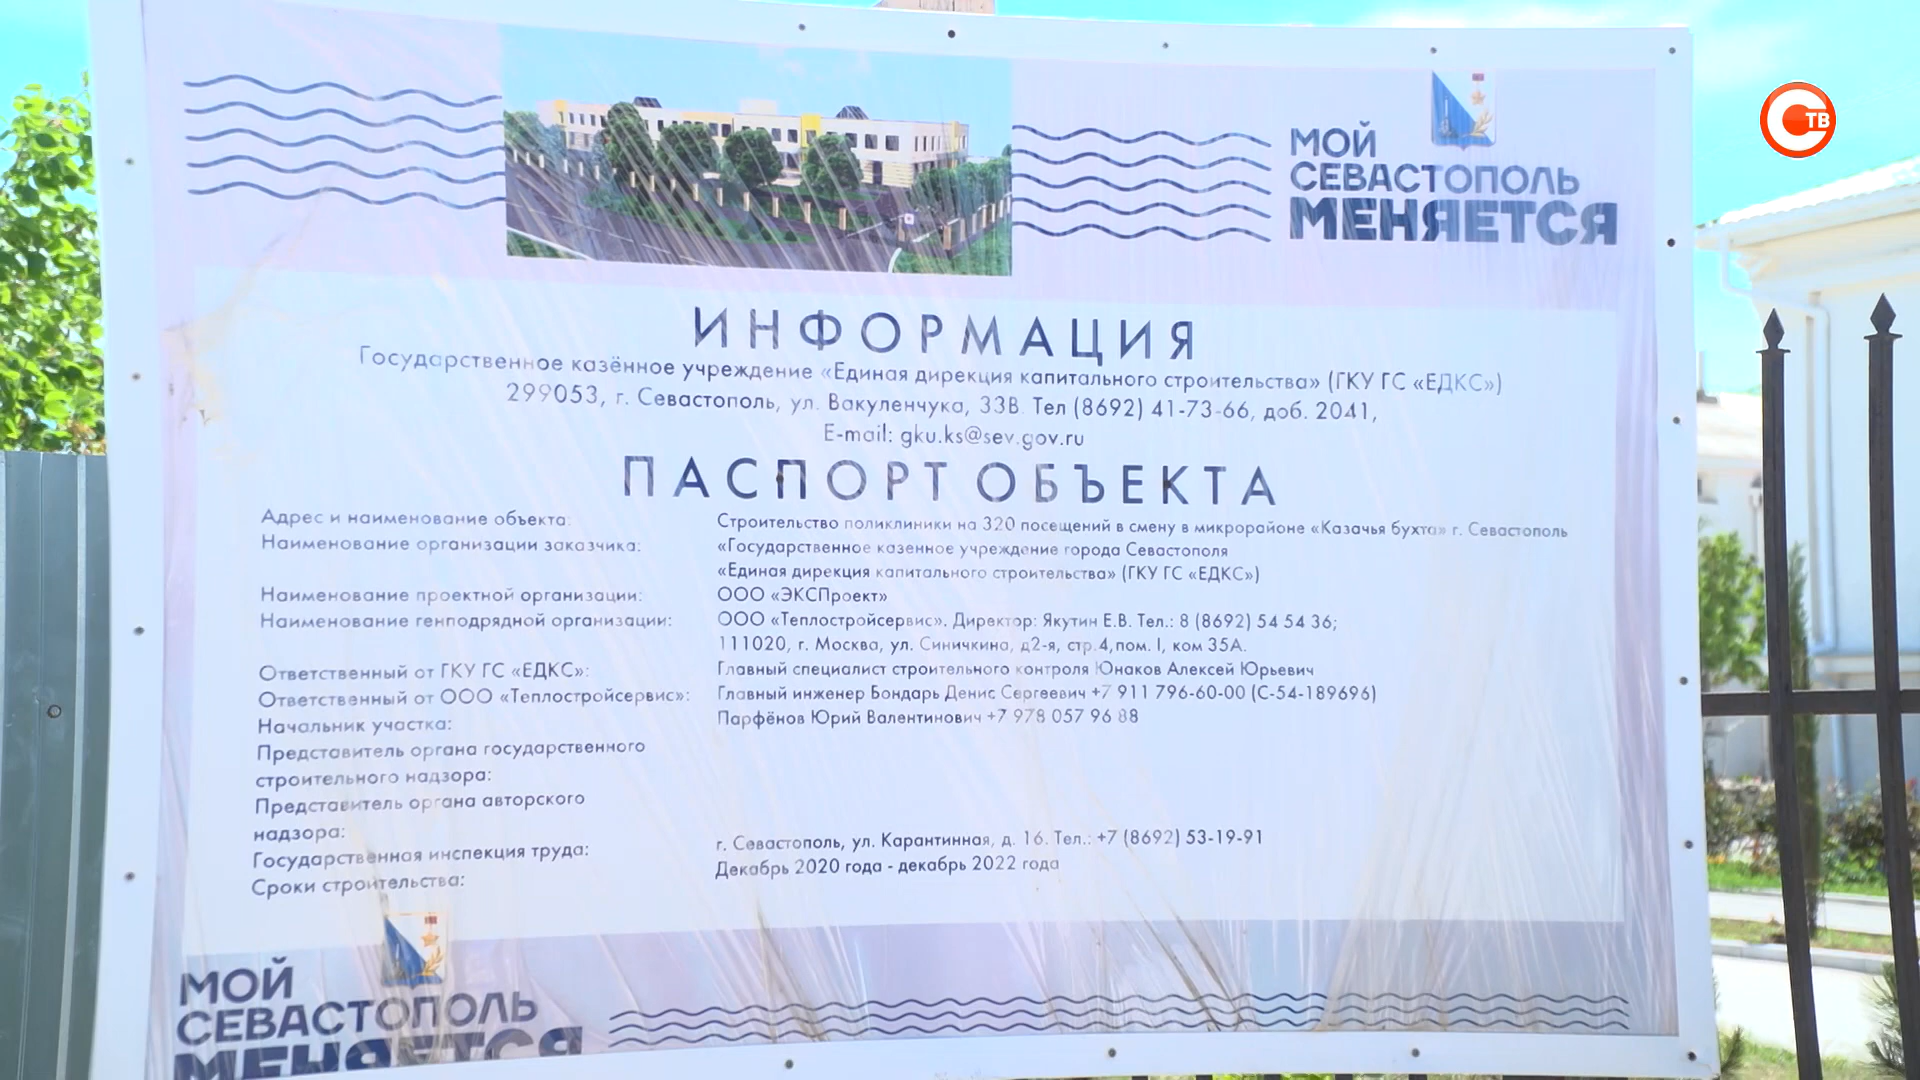 МОЙ
СЕВАСТОПОЛЬ
МЕНЯЕТСЯ
СТВ
ИНФОРМАЦИЯ
Государственное казённое учреждение «Единая дирекция капитального строительства» (ГКУ ГС «ЕДКС»)
299053, г. Севастополь, ул. Вакуленчука, 33В. Тел (8692) 41-73-66, доб. 2041,
E-mail: gku.ks@sev.gov.ru
ПАСПОРТ ОБЪЕКТА
Адрес и наименование объекта: Строительство поликлиники на 320 посещений в смену в микрорайоне «Казачья бухта» г. Севастополь
Наименование организации заказчика: «Государственное казенное учреждение города Севастополя
«Единая дирекция капитального строительства» (ГКУ ГС «ЕДКС»)
Наименование проектной организации: ООО «ЭКСПроект»
Наименование генподрядной организации: ООО «Теплостройсервис». Директор: Якутин Е.В. Тел.: 8 (8692) 54 54 36;
111020, г. Москва, ул. Синичкина, д2-я, стр.4,пом. I, ком 35А.
Ответственный от ГКУ ГС «ЕДКС»: Главный специалист строительного контроля Юнаков Алексей Юрьевич
Ответственный от ООО «Теплостройсервис»: Главный инженер Бондарь Денис Сергеевич +7 911 796-60-00 (С-54-189696)
Начальник участка: Парфёнов Юрий Валентинович +7 978 057 96 88
Представитель органа государственного
строительного надзора:
Представитель органа авторского
надзора:
Государственная инспекция труда: г. Севастополь, ул. Карантинная, д. 16. Тел.: +7 (8692) 53-19-91
Сроки строительства: Декабрь 2020 года - декабрь 2022 года
МОЙ
СЕВАСТОПОЛЬ
МЕНЯЕТСЯ